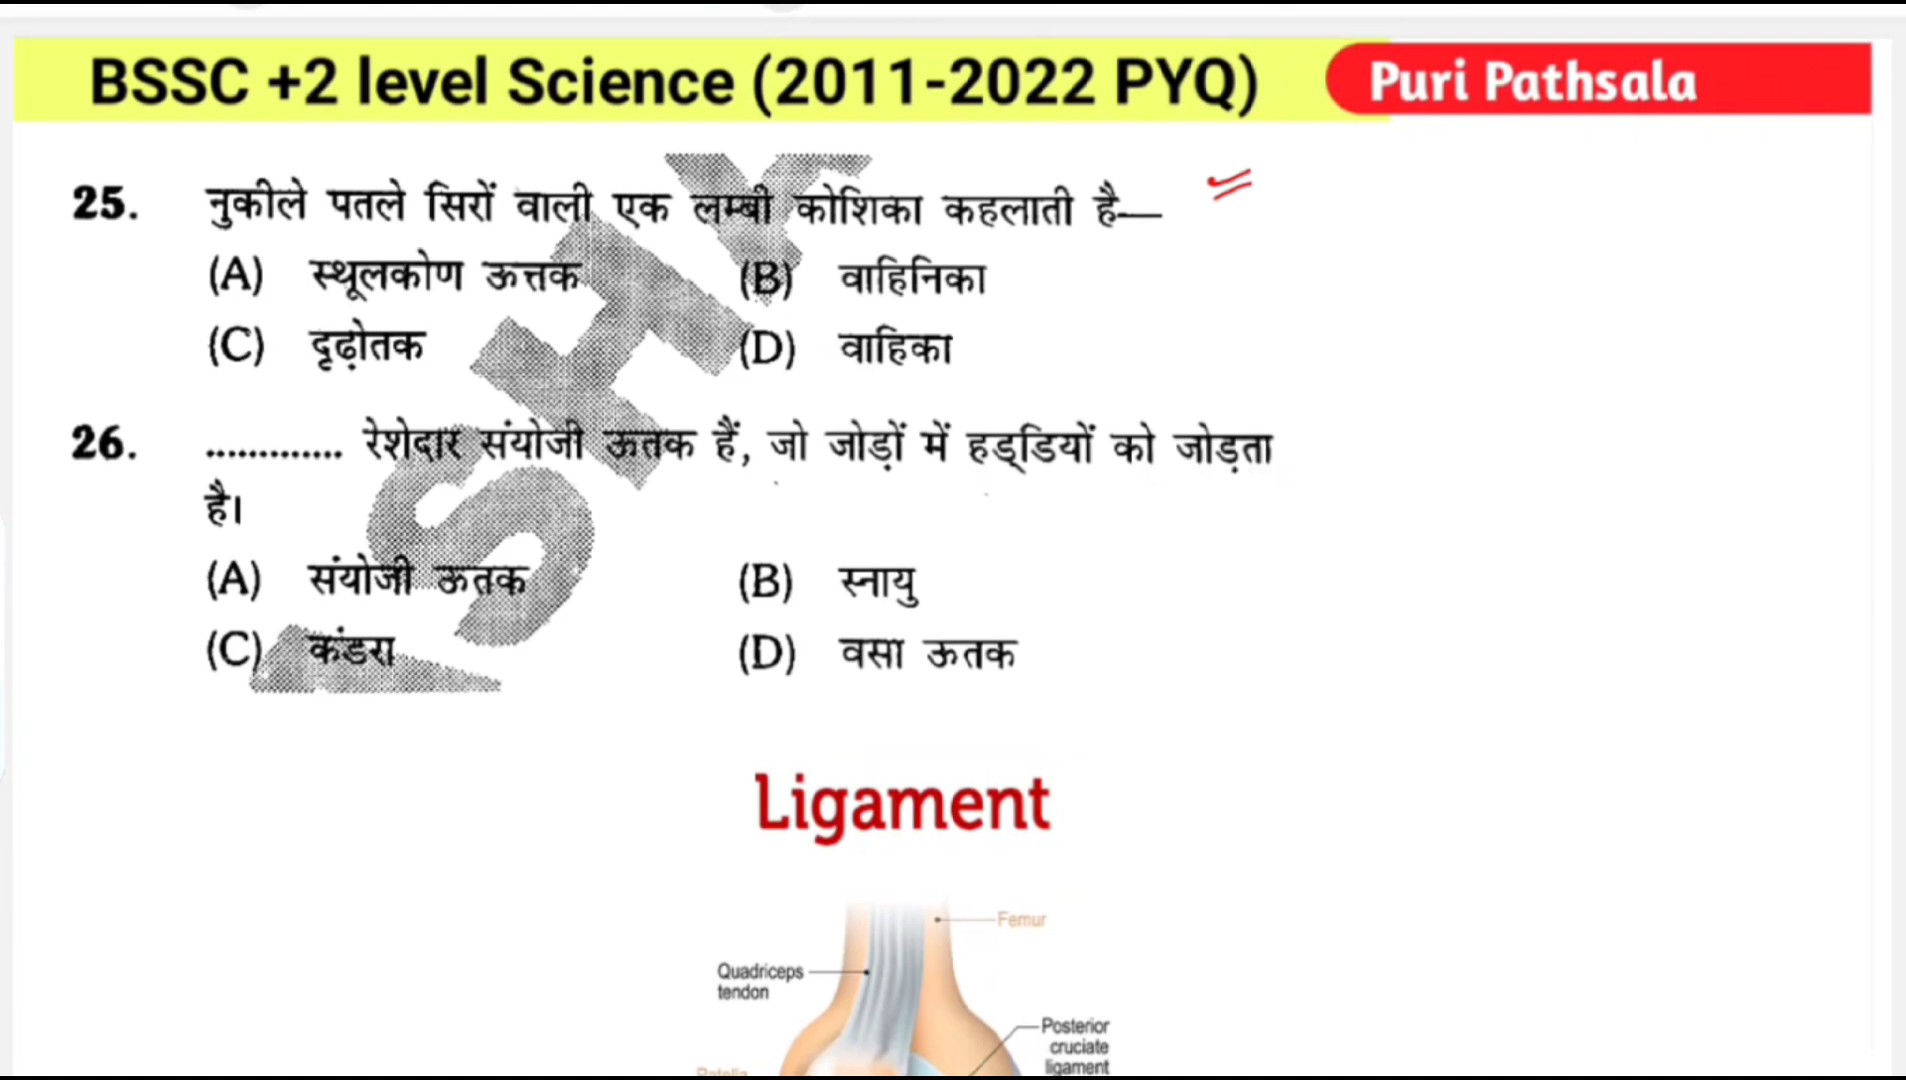 BSSC +2 level Science (2011-2022 PYQ) Puri Pathsala
25. नुकीले पतले सिरों वाली एक लम्बी कोशिका कहलाती है—
(A) स्थूलकोण ऊत्तक (B) वाहिनिका
(C) दृढ़ोतक (D) वाहिका
26. ............. रेशेदार संयोजी ऊतक हैं, जो जोड़ों में हड्डियों को जोड़ता
है।
(A) संयोजी ऊतक (B) स्नायु
(C) कंडरा (D) वसा ऊतक
Ligament
Femur
Quadriceps
tendon
Posterior
cruciate
ligament
Patella